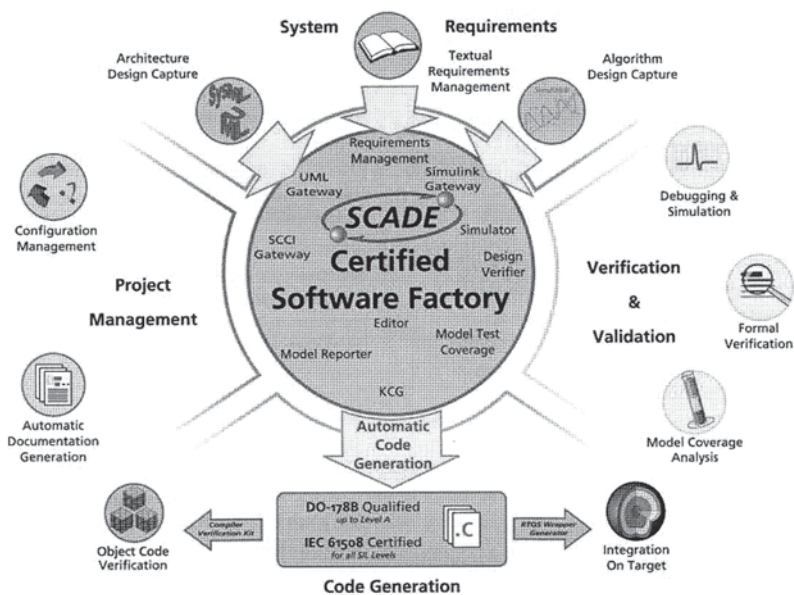 System Requirements
Architecture
Design Capture
Textual
Requirements
Management
Algorithm
Design Capture
SysML
UML
Simulink
Requirements
Management
UML
Gateway
Simulink
Gateway
SCADE
Simulator
SCCI
Gateway
Design
Verifier
Certified
Software Factory
Editor
Model Test
Coverage
Model Reporter
KCG
Configuration
Management
Project
Management
Automatic
Documentation
Generation
Debugging &
Simulation
Verification
&
Validation
Formal
Verification
Model Coverage
Analysis
Automatic
Code
Generation
Object Code
Verification
Compiler
Verification Kit
DO-178B Qualified
up to Level A
IEC 61508 Certified
for all SIL Levels
.C
RTOS Wrapper
Generator
Integration
On Target
Code Generation